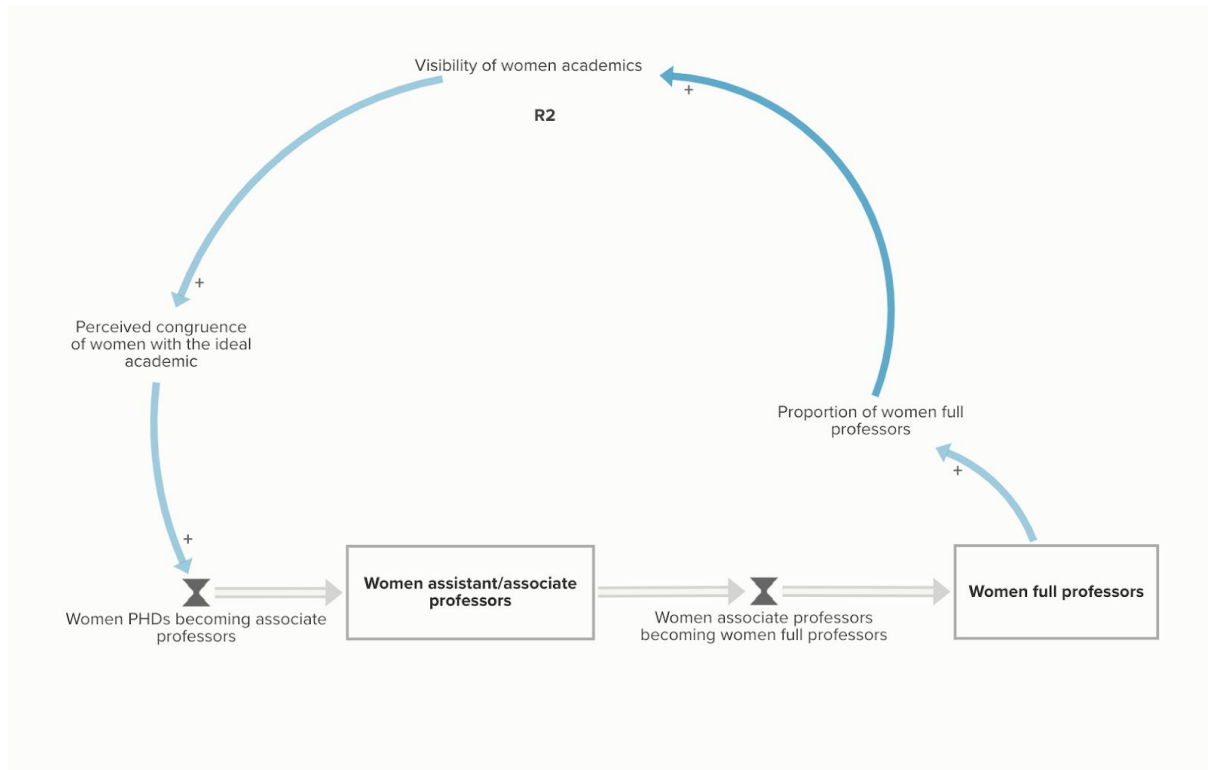 Visibility of women academics
+
R2
+
Perceived congruence
of women with the ideal
academic
Proportion of women full
professors
+
+
Women assistant/associate
professors
Women full professors
Women PHDs becoming associate
professors
Women associate professors
becoming women full professors